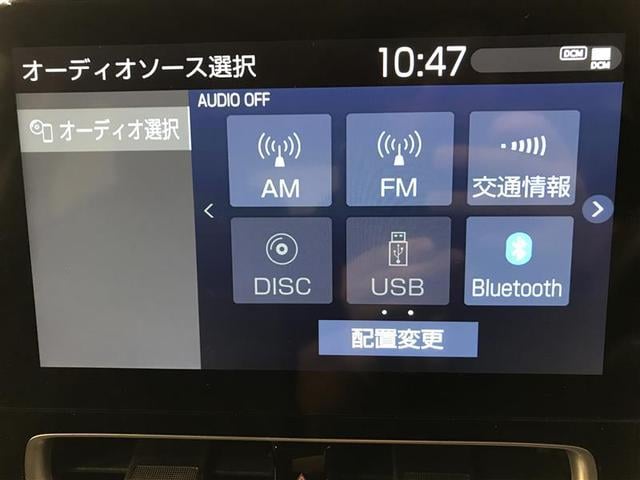 オーディオソース選択 10:47 DCM DCM
オーディオ選択
AUDIO OFF
AM FM 交通情報
DISC USB Bluetooth
配置変更